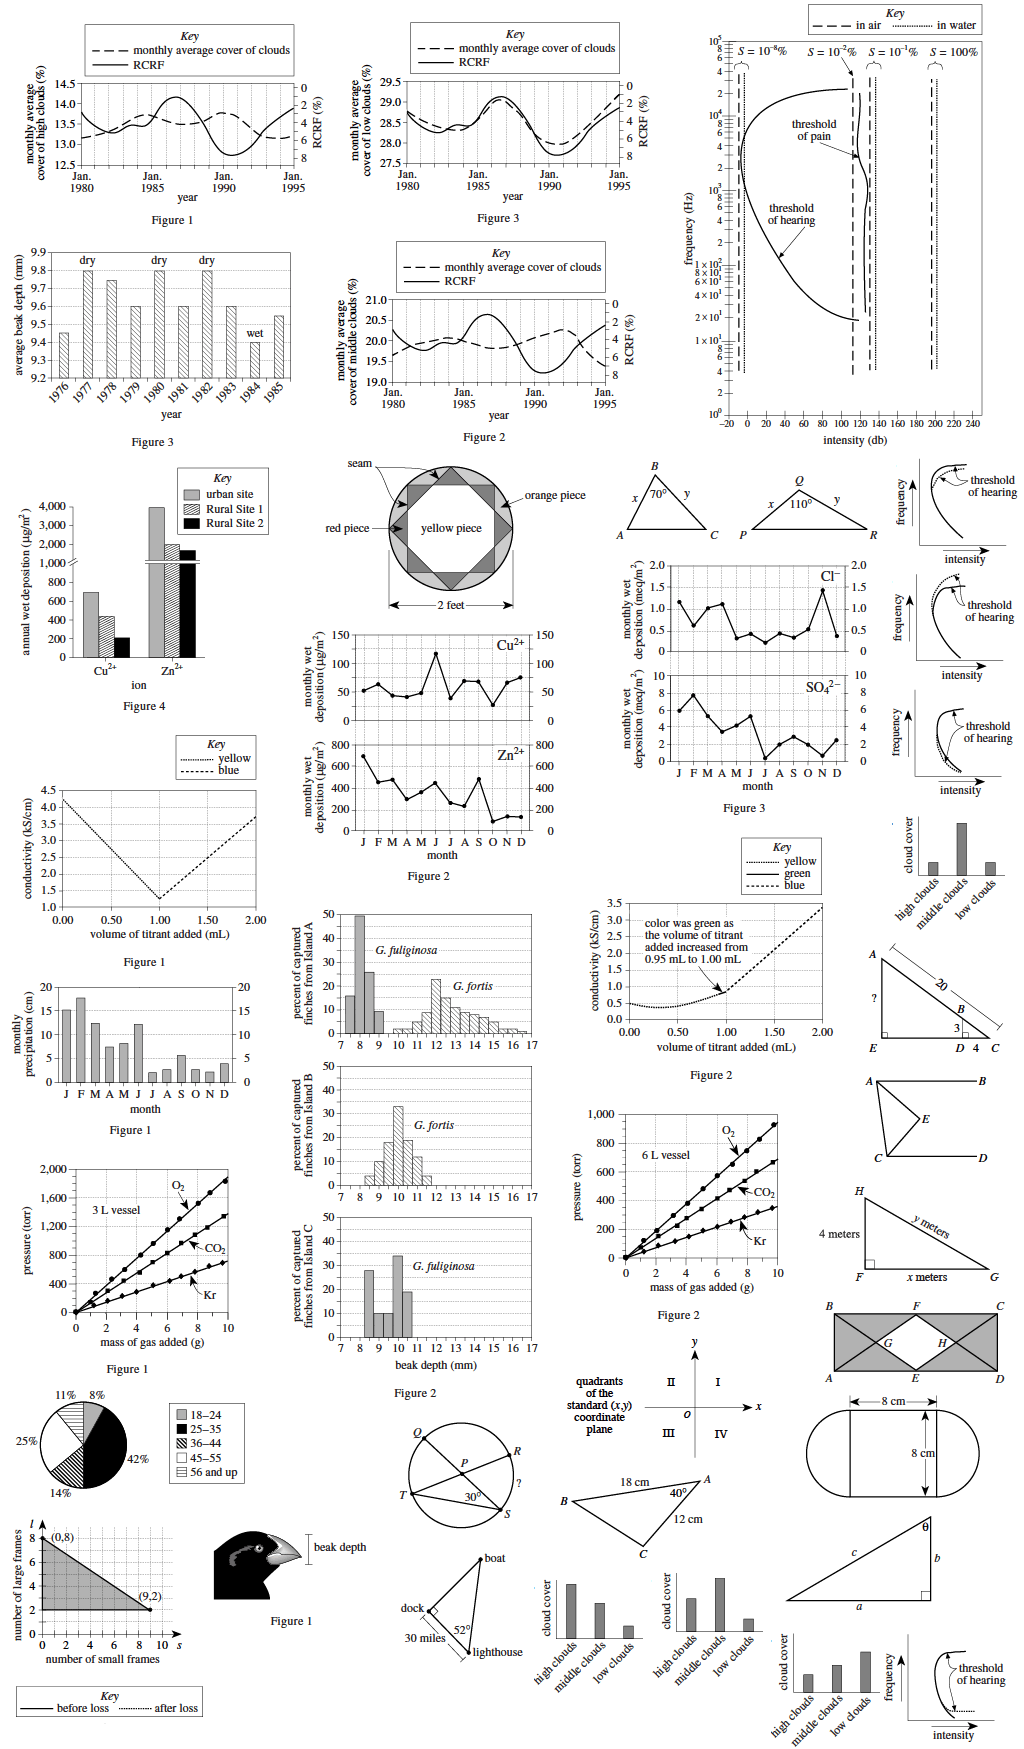 Key
monthly average cover of clouds
RCRF
monthly average
cover of high clouds (%)
14.5
14.0
13.5
13.0
12.5
0
2
4
6
8
RCRF (%)
Jan.
1980
Jan.
1985
Jan.
1990
Jan.
1995
year
Figure 1
Key
monthly average cover of clouds
RCRF
monthly average
cover of low clouds (%)
29.5
29.0
28.5
28.0
27.5
0
2
4
6
8
RCRF (%)
Jan.
1980
Jan.
1985
Jan.
1990
Jan.
1995
year
Figure 3
Key
in air
in water
S = 10⁻⁸%
S = 10⁻²%
S = 10⁻¹%
S = 100%
frequency (Hz)
10⁵
8
6
4
2
10⁴
8
6
4
2
10³
8
6
4
2
1 × 10²
8 × 10¹
6 × 10¹
4 × 10¹
2 × 10¹
1 × 10¹
8
6
4
2
10⁰
threshold
of pain
threshold
of hearing
−20 0 20 40 60 80 100 120 140 160 180 200 220 240
intensity (db)
average beak depth (mm)
9.9
9.8
9.7
9.6
9.5
9.4
9.3
9.2
dry
dry
dry
wet
1976 1977 1978 1979 1980 1981 1982 1983 1984 1985
year
Figure 3
Key
monthly average cover of clouds
RCRF
monthly average
cover of middle clouds (%)
21.0
20.5
20.0
19.5
19.0
0
2
4
6
8
RCRF (%)
Jan.
1980
Jan.
1985
Jan.
1990
Jan.
1995
year
Figure 2
Key
urban site
Rural Site 1
Rural Site 2
annual wet deposition (µg/m²)
4,000
3,000
2,000
1,000
800
600
400
200
0
Cu²⁺ Zn²⁺
ion
Figure 4
seam
orange piece
red piece
yellow piece
2 feet
B
x 70° y
A C
Q
x 110° y
P R
frequency
threshold
of hearing
intensity
frequency
threshold
of hearing
intensity
frequency
threshold
of hearing
intensity
monthly wet
deposition (µg/m²)
150
100
50
0
Cu²⁺
150
100
50
0
monthly wet
deposition (µg/m²)
800
600
400
200
0
Zn²⁺
800
600
400
200
0
J F M A M J J A S O N D
month
Figure 2
monthly wet
deposition (meq/m²)
2.0
1.5
1.0
0.5
0
Cl⁻
2.0
1.5
1.0
0.5
0
monthly wet
deposition (meq/m²)
10
8
6
4
2
0
SO₄²⁻
10
8
6
4
2
0
J F M A M J J A S O N D
month
Figure 3
Key
yellow
blue
conductivity (kS/cm)
4.5
4.0
3.5
3.0
2.5
2.0
1.5
1.0
0.00 0.50 1.00 1.50 2.00
volume of titrant added (mL)
Figure 1
cloud cover
high clouds
middle clouds
low clouds
Key
yellow
green
blue
conductivity (kS/cm)
3.5
3.0
2.5
2.0
1.5
1.0
0.5
0.0
color was green as
the volume of titrant
added increased from
0.95 mL to 1.00 mL
0.00 0.50 1.00 1.50 2.00
volume of titrant added (mL)
Figure 2
monthly
precipitation (cm)
20
15
10
5
0
20
15
10
5
0
J F M A M J J A S O N D
month
Figure 1
percent of captured
finches from Island A
50
40
30
20
10
0
G. fuliginosa
G. fortis
7 8 9 10 11 12 13 14 15 16 17
percent of captured
finches from Island B
50
40
30
20
10
0
G. fortis
7 8 9 10 11 12 13 14 15 16 17
percent of captured
finches from Island C
50
40
30
20
10
0
G. fuliginosa
7 8 9 10 11 12 13 14 15 16 17
beak depth (mm)
Figure 2
A
20
?
B
3
E D 4 C
A B
E
C D
H
4 meters
y meters
F x meters G
pressure (torr)
2,000
1,600
1,200
800
400
0
O₂
3 L vessel
CO₂
Kr
0 2 4 6 8 10
mass of gas added (g)
Figure 1
pressure (torr)
1,000
800
600
400
200
0
O₂
6 L vessel
CO₂
Kr
0 2 4 6 8 10
mass of gas added (g)
Figure 2
B F C
G H
A E D
quadrants
of the
standard (x,y)
coordinate
plane
y
II I
O x
III IV
8 cm
8 cm
11% 8%
25%
42%
14%
18–24
25–35
36–44
45–55
56 and up
Q
R
P
30°
?
T
S
18 cm A
40°
B
12 cm
C
θ
c b
a
number of large frames
l
8
6
4
2
0
(0,8)
(9,2)
0 2 4 6 8 10 s
number of small frames
Key
before loss
after loss
beak depth
Figure 1
boat
dock
52°
30 miles
lighthouse
cloud cover
high clouds
middle clouds
low clouds
cloud cover
high clouds
middle clouds
low clouds
cloud cover
high clouds
middle clouds
low clouds
frequency
threshold
of hearing
intensity